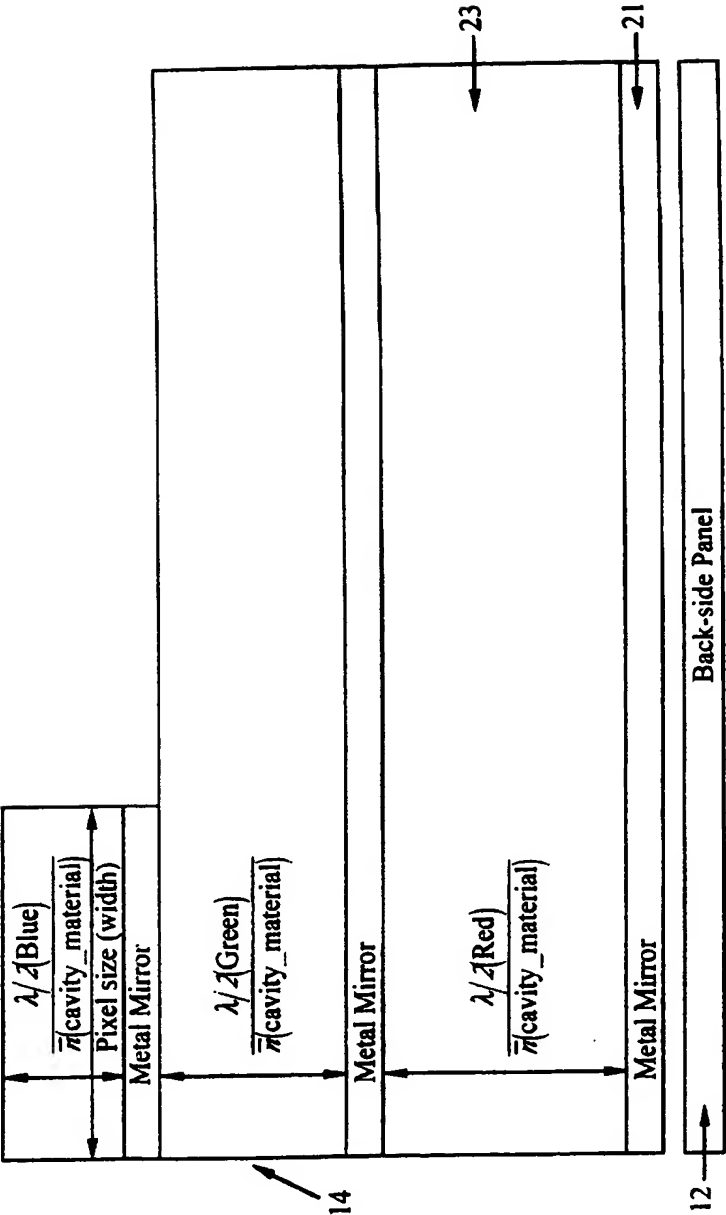 λ/2(Blue)
n̅(cavity_material)
Pixel size (width)
Metal Mirror
λ/2(Green)
n̅(cavity_material)
Metal Mirror
λ/2(Red)
n̅(cavity_material)
Metal Mirror
Back-side Panel
23
21
14
12